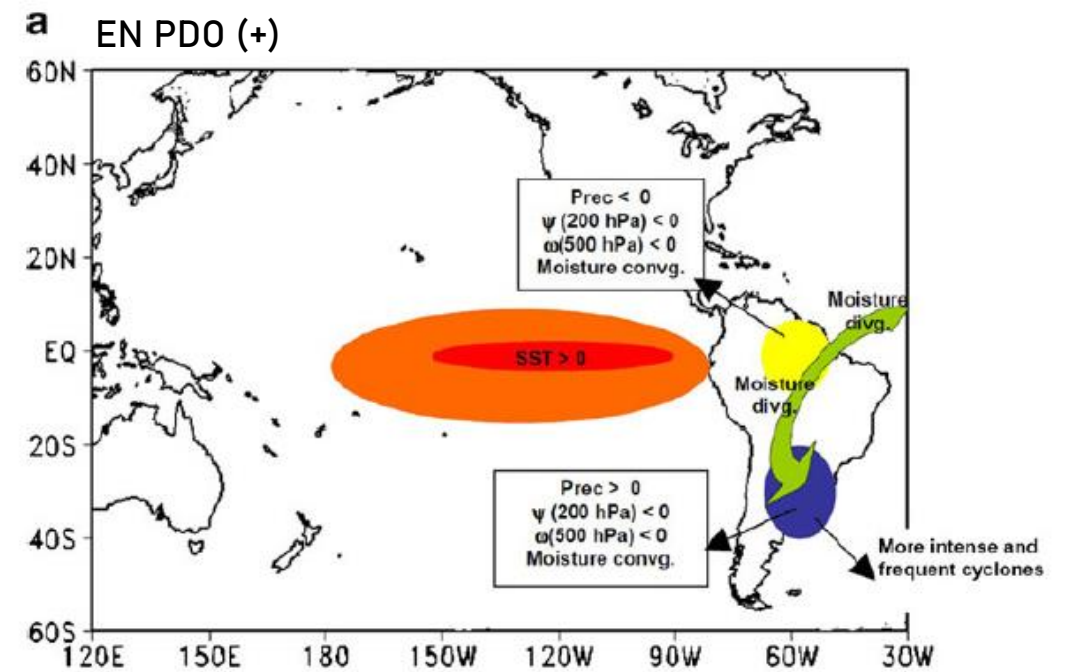 a
EN PDO (+)
60N
40N
20N
EQ
20S
40S
60S
120E
150E
180
150W
120W
90W
60W
30W
Prec < 0
ψ (200 hPa) < 0
ω(500 hPa) < 0
Moisture convg.
Moisture
divg.
SST > 0
Moisture
divg.
Prec > 0
ψ (200 hPa) < 0
ω(500 hPa) < 0
Moisture convg.
More intense and
frequent cyclones